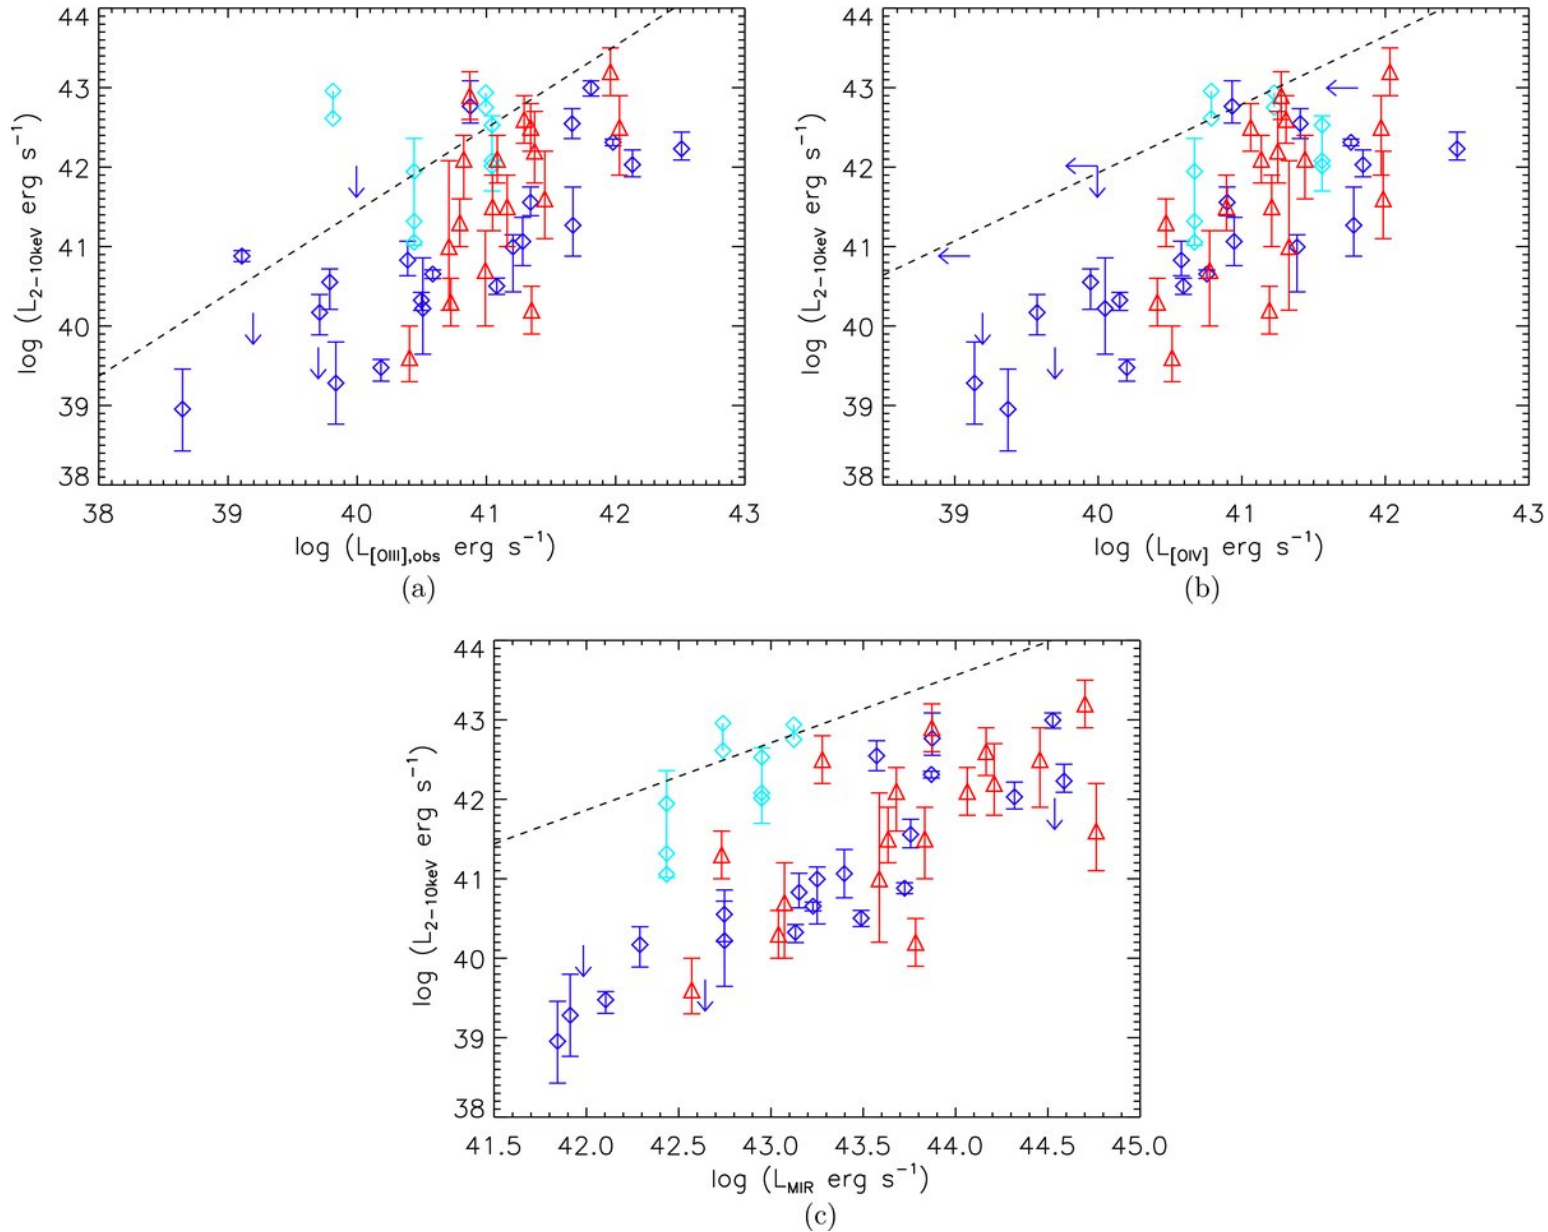 44
43
42
41
40
39
38
38 39 40 41 42 43
log (L2−10keV erg s−1)
log (L[OIII],obs erg s−1)
(a)
44
43
42
41
40
39
38
39 40 41 42 43
log (L2−10keV erg s−1)
log (L[OIV] erg s−1)
(b)
44
43
42
41
40
39
38
41.5 42.0 42.5 43.0 43.5 44.0 44.5 45.0
log (L2−10keV erg s−1)
log (LMIR erg s−1)
(c)